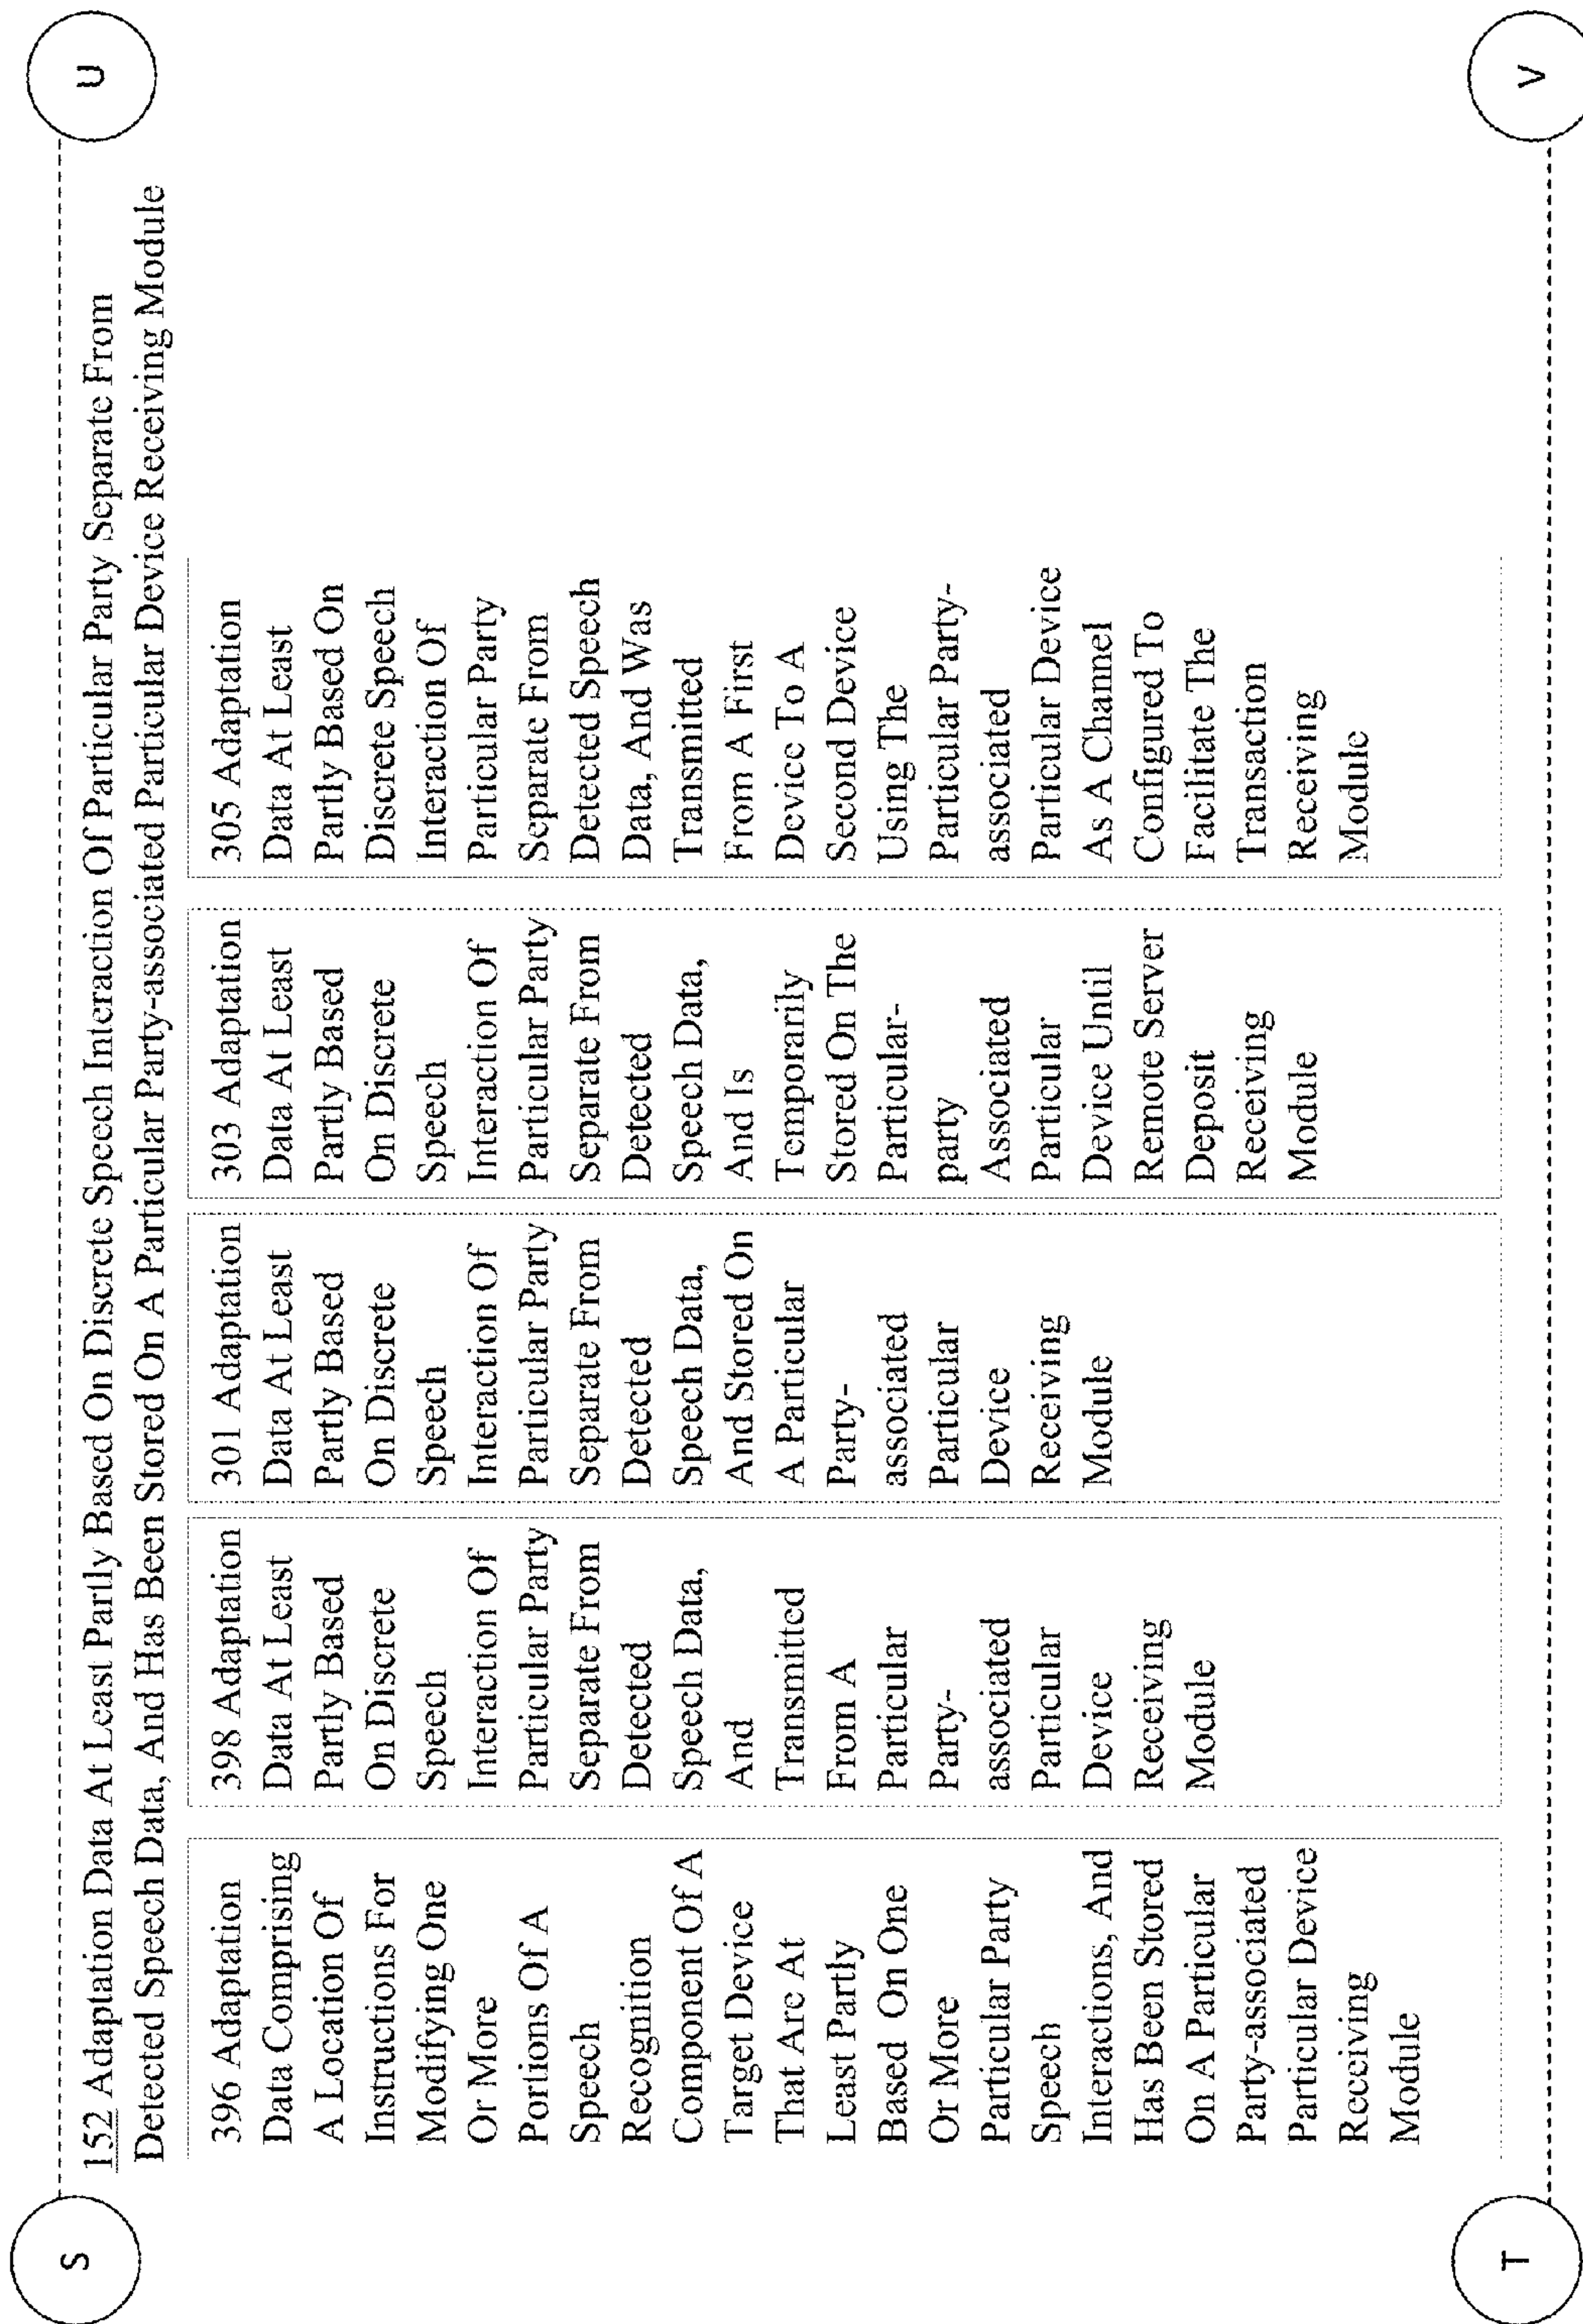 S
U
152 Adaptation Data At Least Partly Based On Discrete Speech Interaction Of Particular Party Separate From
Detected Speech Data, And Has Been Stored On A Particular Party-associated Particular Device Receiving Module
396 Adaptation
Data Comprising
A Location Of
Instructions For
Modifying One
Or More
Portions Of A
Speech
Recognition
Component Of A
Target Device
That Are At
Least Partly
Based On One
Or More
Particular Party
Speech
Interactions, And
Has Been Stored
On A Particular
Party-associated
Particular Device
Receiving
Module
398 Adaptation
Data At Least
Partly Based
On Discrete
Speech
Interaction Of
Particular Party
Separate From
Detected
Speech Data,
And
Transmitted
From A
Particular
Party-
associated
Particular
Device
Receiving
Module
301 Adaptation
Data At Least
Partly Based
On Discrete
Speech
Interaction Of
Particular Party
Separate From
Detected
Speech Data,
And Stored On
A Particular
Party-
associated
Particular
Device
Receiving
Module
303 Adaptation
Data At Least
Partly Based
On Discrete
Speech
Interaction Of
Particular Party
Separate From
Detected
Speech Data,
And Is
Temporarily
Stored On The
Particular-
party
Associated
Particular
Device Until
Remote Server
Deposit
Receiving
Module
305 Adaptation
Data At Least
Partly Based On
Discrete Speech
Interaction Of
Particular Party
Separate From
Detected Speech
Data, And Was
Transmitted
From A First
Device To A
Second Device
Using The
Particular Party-
associated
Particular Device
As A Channel
Configured To
Facilitate The
Transaction
Receiving
Module
T
V